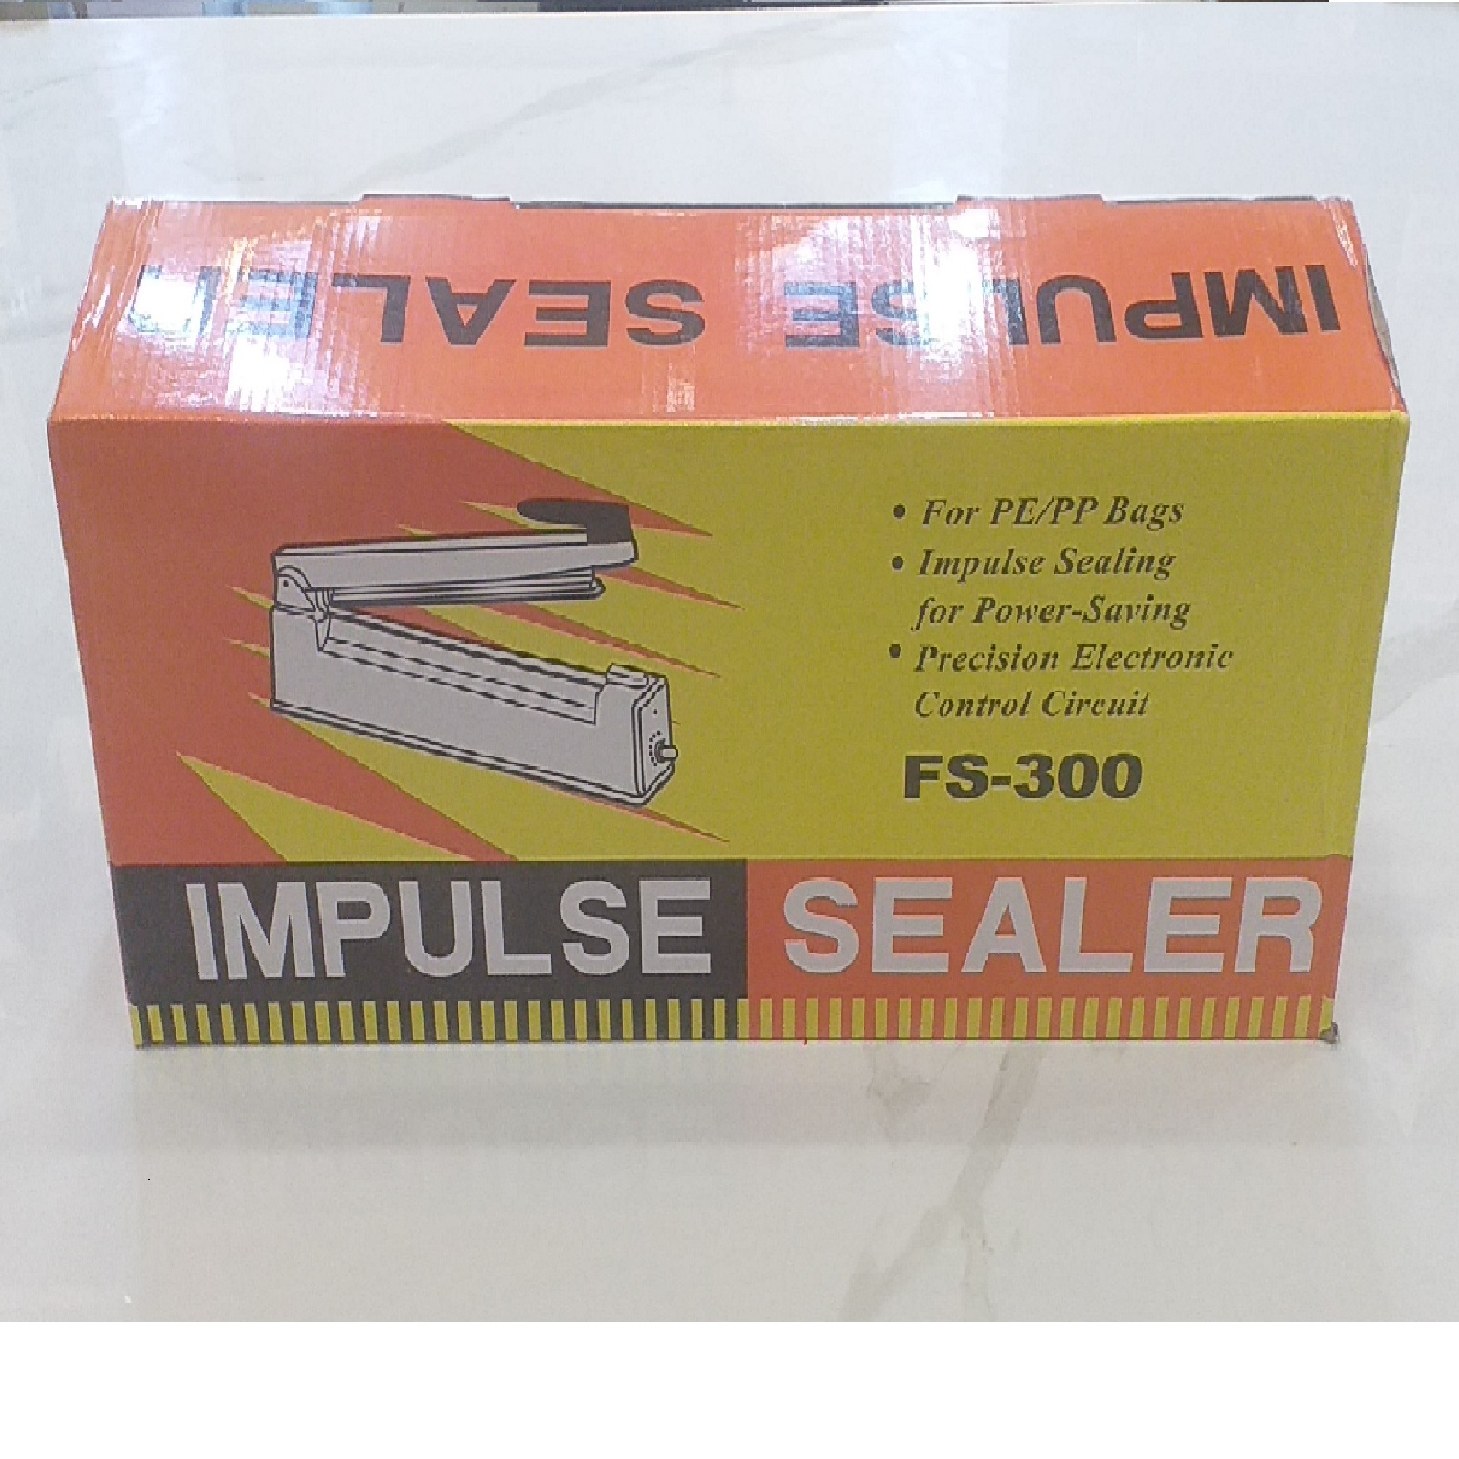 IMPULSE SEALER
• For PE/PP Bags
• Impulse Sealing
for Power-Saving
• Precision Electronic
Control Circuit
FS-300
IMPULSE SEALER